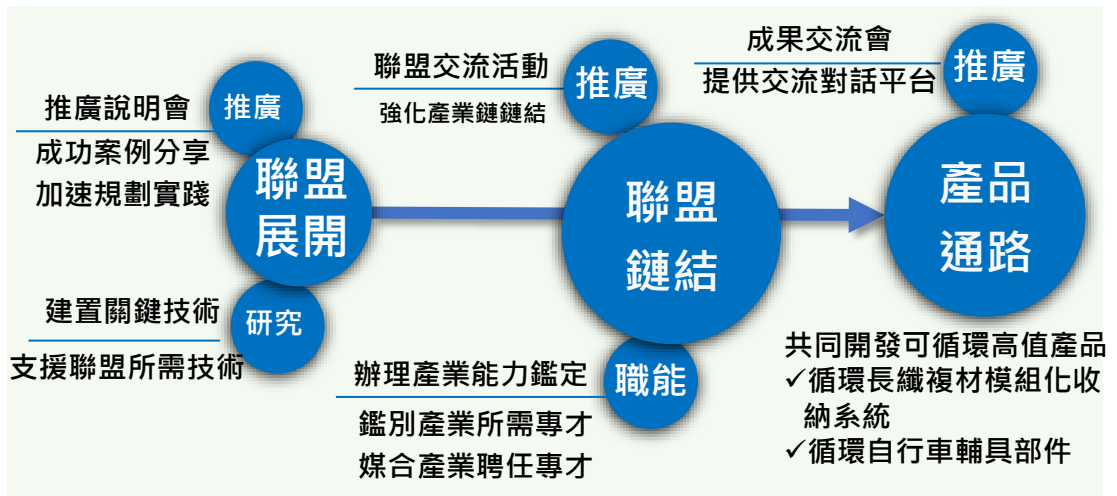 推廣說明會
推廣
成功案例分享
加速規劃實踐
聯盟
展開
建置關鍵技術
研究
支援聯盟所需技術
聯盟交流活動
推廣
強化產業鏈鏈結
聯盟
鏈結
辦理產業能力鑑定
職能
鑑別產業所需專才
媒合產業聘任專才
成果交流會
推廣
提供交流對話平台
產品
通路
共同開發可循環高值產品
✓循環長纖複材模組化收
納系統
✓循環自行車輔具部件